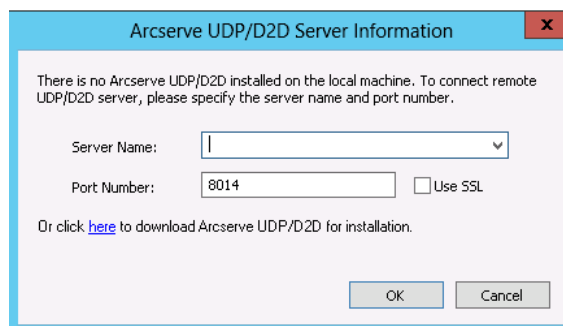 Arcserve UDP/D2D Server Information
x
There is no Arcserve UDP/D2D installed on the local machine. To connect remote
UDP/D2D server, please specify the server name and port number.
Server Name:
Port Number: 8014 Use SSL
Or click here to download Arcserve UDP/D2D for installation.
OK Cancel